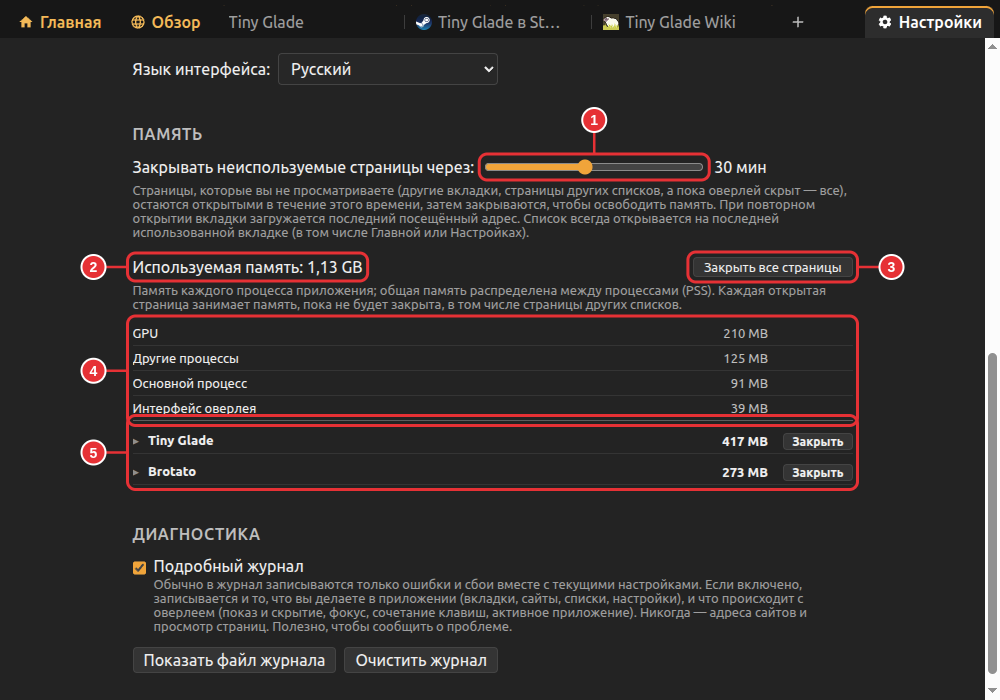 Главная
Обзор
Tiny Glade
Tiny Glade в St...
Tiny Glade Wiki
+
Настройки
Язык интерфейса: Русский
ПАМЯТЬ
1
Закрывать неиспользуемые страницы через: 30 мин
Страницы, которые вы не просматриваете (другие вкладки, страницы других списков, а пока оверлей скрыт — все),
остаются открытыми в течение этого времени, затем закрываются, чтобы освободить память. При повторном
открытии вкладки загружается последний посещённый адрес. Список всегда открывается на последней
использованной вкладке (в том числе Главной или Настройках).
2
Используемая память: 1,13 GB
Закрыть все страницы
3
Память каждого процесса приложения; общая память распределена между процессами (PSS). Каждая открытая
страница занимает память, пока не будет закрыта, в том числе страницы других списков.
GPU 210 MB
Другие процессы 125 MB
4
Основной процесс 91 MB
Интерфейс оверлея 39 MB
Tiny Glade 417 MB Закрыть
5
Brotato 273 MB Закрыть
ДИАГНОСТИКА
Подробный журнал
Обычно в журнал записываются только ошибки и сбои вместе с текущими настройками. Если включено,
записывается и то, что вы делаете в приложении (вкладки, сайты, списки, настройки), и что происходит с
оверлеем (показ и скрытие, фокус, сочетание клавиш, активное приложение). Никогда — адреса сайтов и
просмотр страниц. Полезно, чтобы сообщить о проблеме.
Показать файл журнала
Очистить журнал